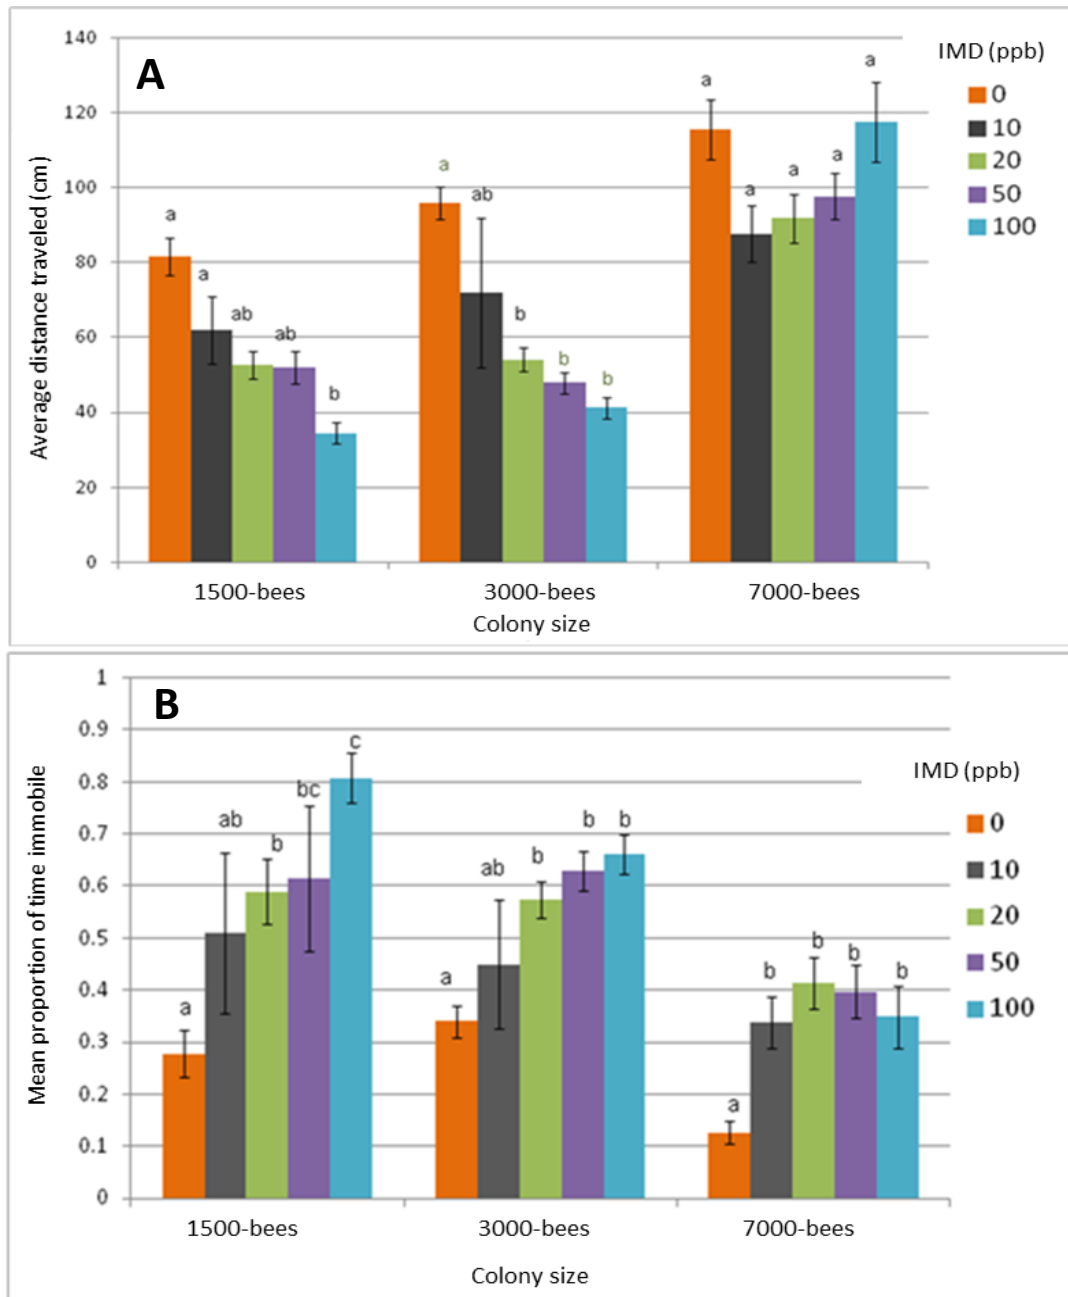 A
IMD (ppb)
0
10
20
50
100
Average distance traveled (cm)
140
120
100
80
60
40
20
0
a
a
ab
ab
b
a
ab
b
b
b
a
a
a
a
a
1500-bees
3000-bees
7000-bees
Colony size
B
IMD (ppb)
0
10
20
50
100
Mean proportion of time immobile
1
0.9
0.8
0.7
0.6
0.5
0.4
0.3
0.2
0.1
0
a
ab
b
bc
c
a
ab
b
b
b
a
b
b
b
b
1500-bees
3000-bees
7000-bees
Colony size